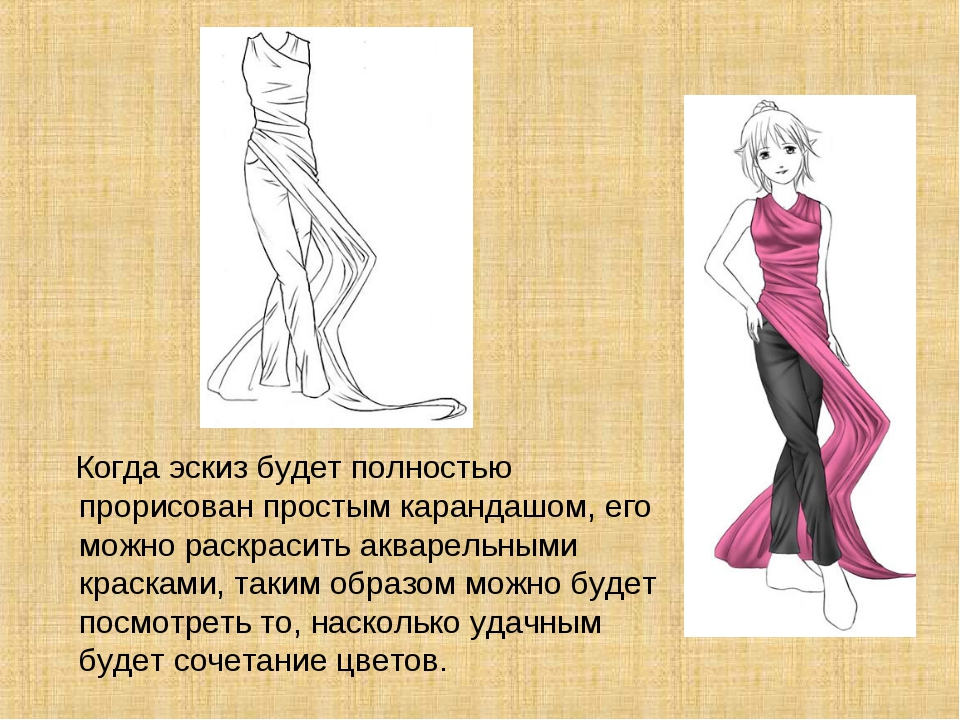 Когда эскиз будет полностью
прорисован простым карандашом, его
можно раскрасить акварельными
красками, таким образом можно будет
посмотреть то, насколько удачным
будет сочетание цветов.